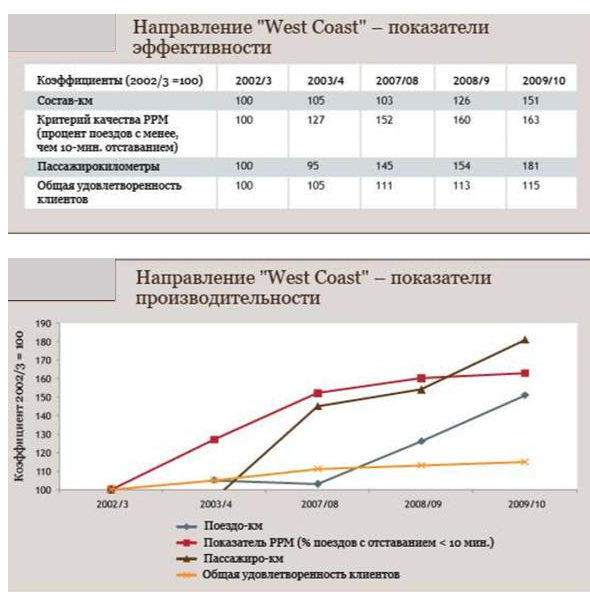 Направление "West Coast" – показатели
эффективности
Коэффициенты (2002/3 =100) 2002/3 2003/4 2007/08 2008/9 2009/10
Состав-км 100 105 103 126 151
Критерий качества PPM 100 127 152 160 163
(процент поездов с менее,
чем 10-мин. отставанием)
Пассажирокилометры 100 95 145 154 181
Общая удовлетворенность 100 105 111 113 115
клиентов
Направление "West Coast" – показатели
производительности
Коэффициент 2002/3 = 100
190
180
170
160
150
140
130
120
110
100
2002/3 2003/4 2007/08 2008/09 2009/10
Поездо-км
Показатель PPM (% поездов с отставанием < 10 мин.)
Пассажиро-км
Общая удовлетворенность клиентов